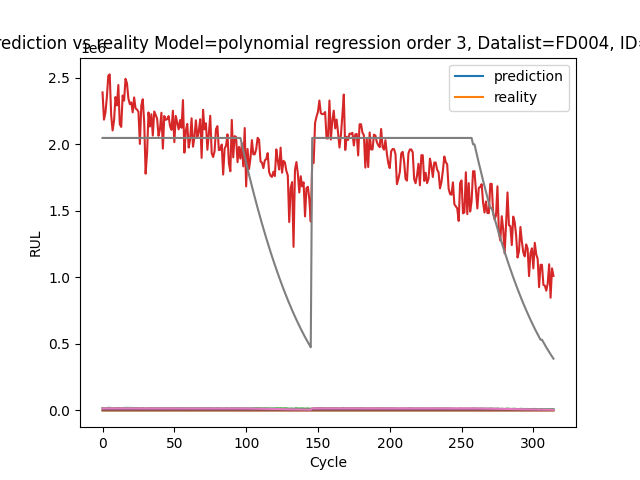 rediction vs reality Model=polynomial regression order 3, Datalist=FD004, ID=
1e6
2.5
2.0
1.5
1.0
0.5
0.0
RUL
prediction
reality
0 50 100 150 200 250 300
Cycle